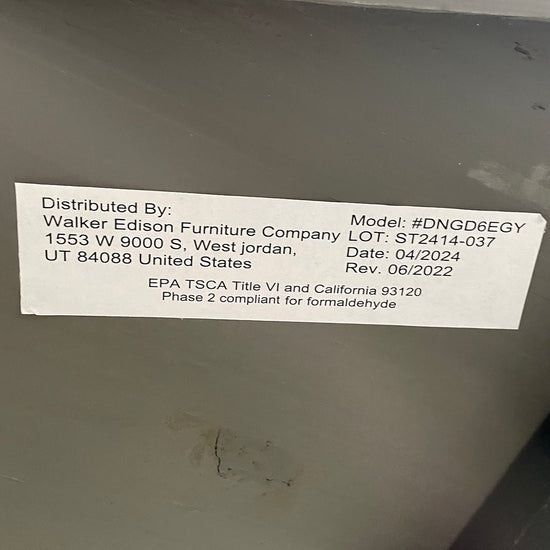 Distributed By:
Walker Edison Furniture Company
1553 W 9000 S, West jordan,
UT 84088 United States
Model: #DNGD6EGY
LOT: ST2414-037
Date: 04/2024
Rev. 06/2022
EPA TSCA Title VI and California 93120
Phase 2 compliant for formaldehyde